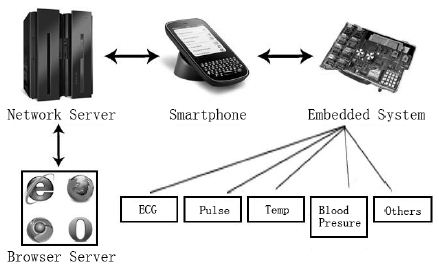 Network Server
Smartphone
Embedded System
ECG
Pulse
Temp
Blood
Presure
Others
Browser Server